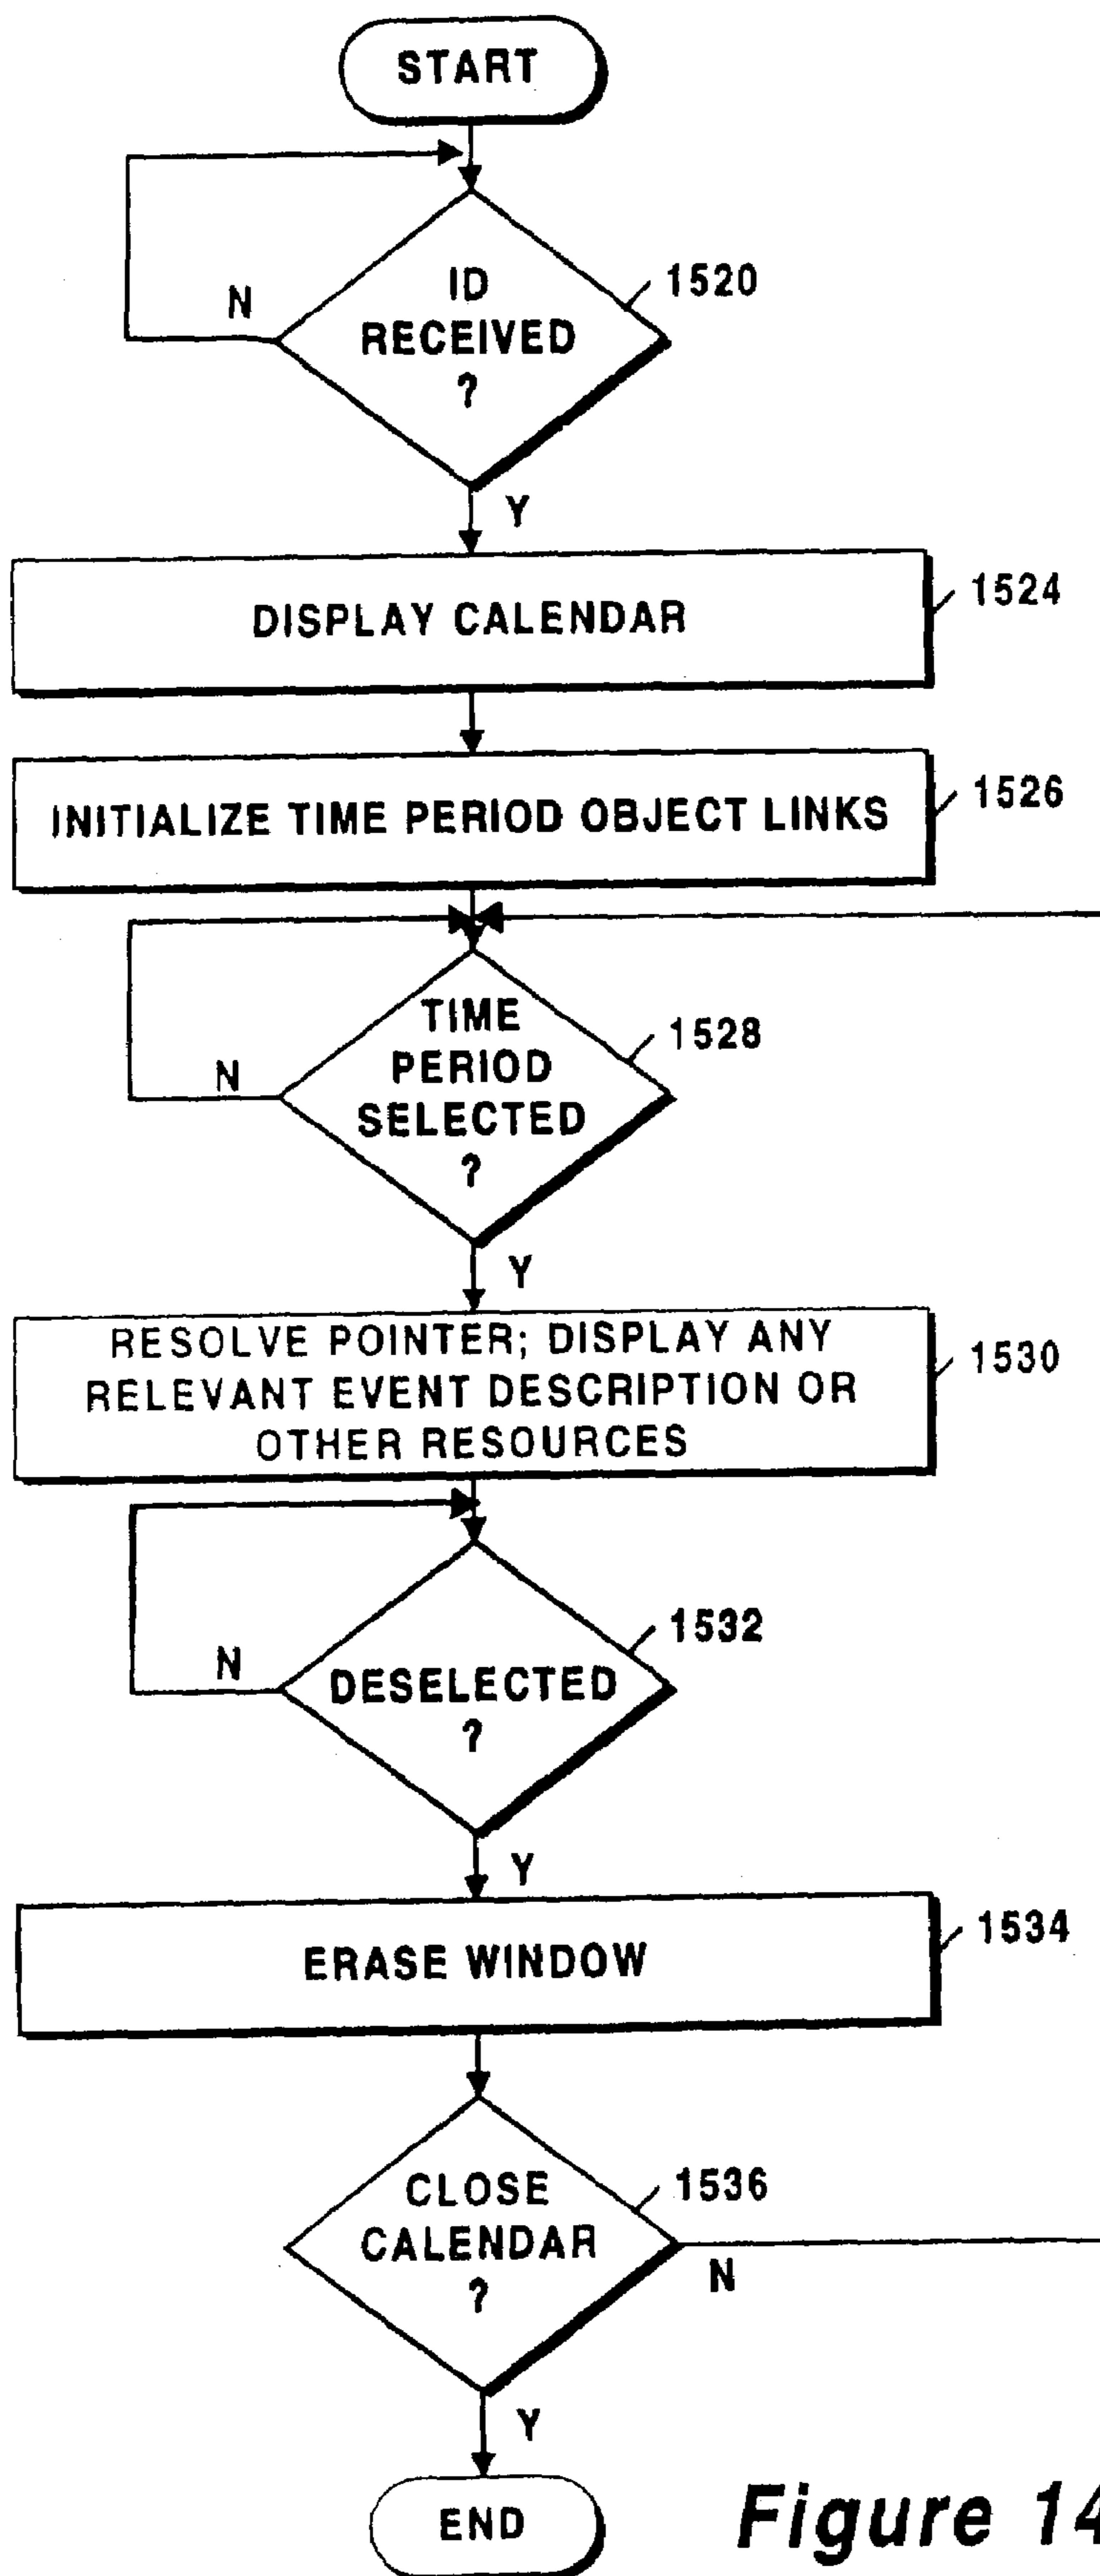 START
ID
RECEIVED
?
1520
N
Y
DISPLAY CALENDAR
1524
INITIALIZE TIME PERIOD OBJECT LINKS
1526
TIME
PERIOD
SELECTED
?
1528
N
Y
RESOLVE POINTER; DISPLAY ANY
RELEVANT EVENT DESCRIPTION OR
OTHER RESOURCES
1530
DESELECTED
?
1532
N
Y
ERASE WINDOW
1534
CLOSE
CALENDAR
?
1536
N
Y
END
Figure 14